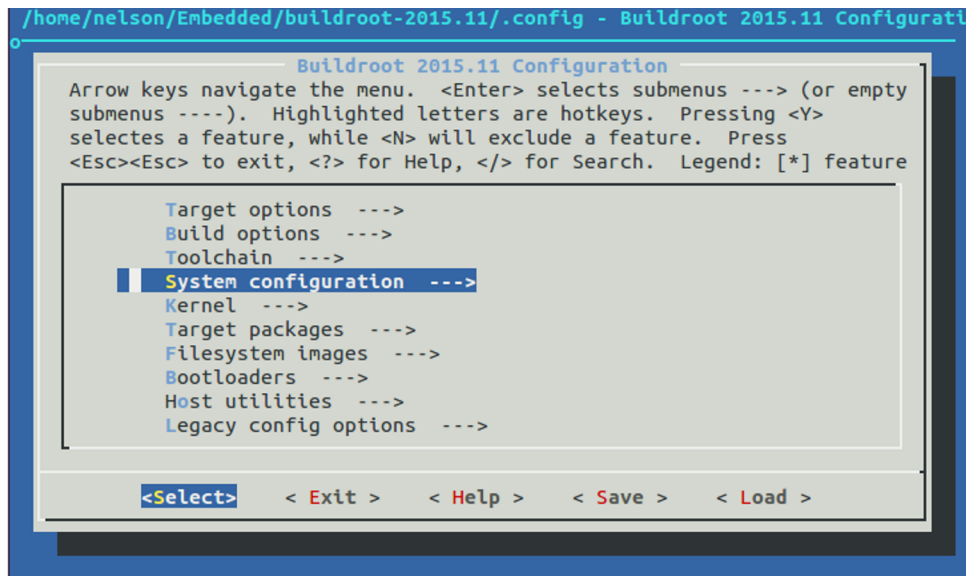 /home/nelson/Embedded/buildroot-2015.11/.config - Buildroot 2015.11 Configurati
o
Buildroot 2015.11 Configuration
Arrow keys navigate the menu.  <Enter> selects submenus ---> (or empty
submenus ----).  Highlighted letters are hotkeys.  Pressing <Y>
selectes a feature, while <N> will exclude a feature.  Press
<Esc><Esc> to exit, <?> for Help, </> for Search.  Legend: [*] feature
Target options  --->
Build options  --->
Toolchain  --->
System configuration  --->
Kernel  --->
Target packages  --->
Filesystem images  --->
Bootloaders  --->
Host utilities  --->
Legacy config options  --->
<Select>    < Exit >    < Help >    < Save >    < Load >